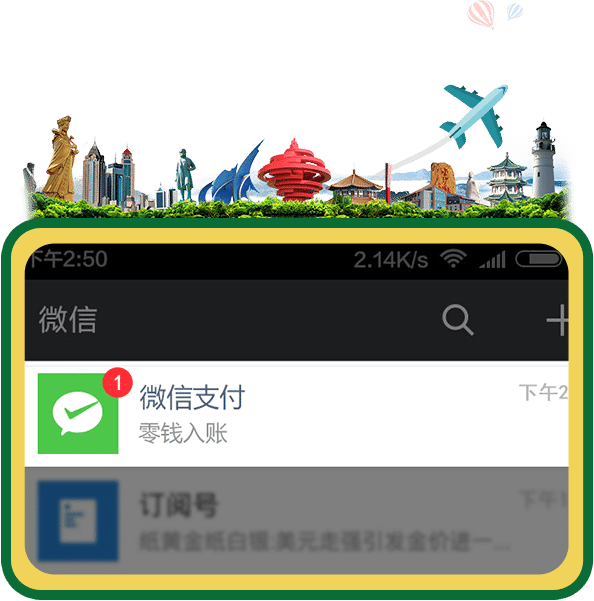 下午2:50 2.14K/s
微信
1
微信支付 下午2
零钱入账
订阅号 下午1
纸黄金纸白银:美元走强引发金价进一...